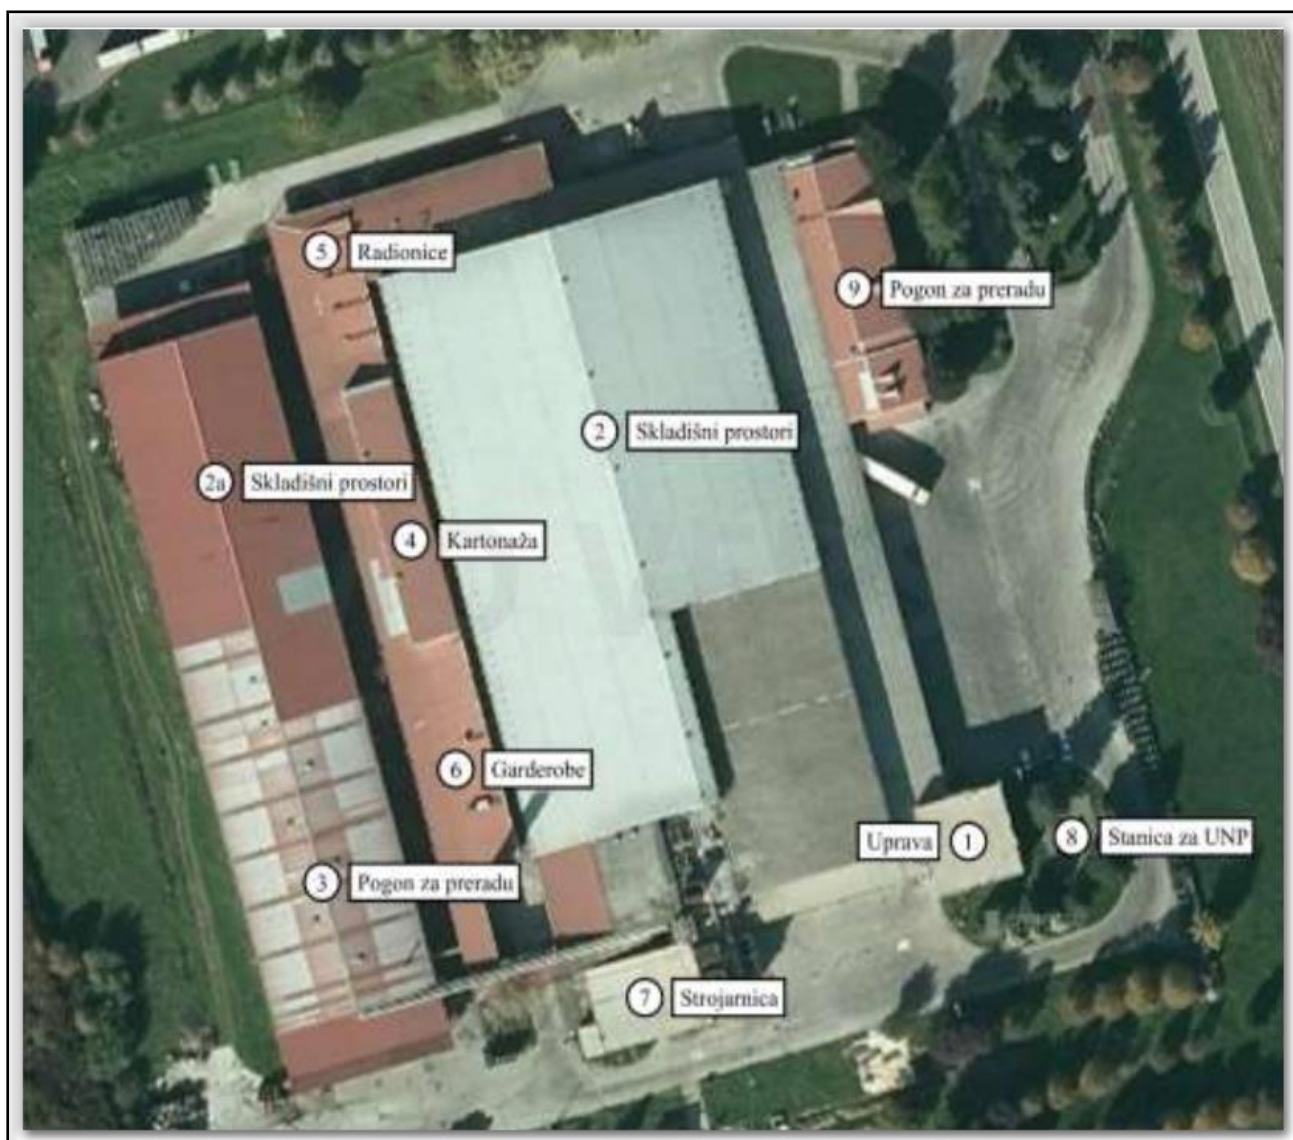 5 Radionice
9 Pogon za preradu
2 Skladišni prostori
2a Skladišni prostori
4 Kartonaža
6 Garderobe
Uprava 1
8 Stanica za UNP
3 Pogon za preradu
7 Strojarnica